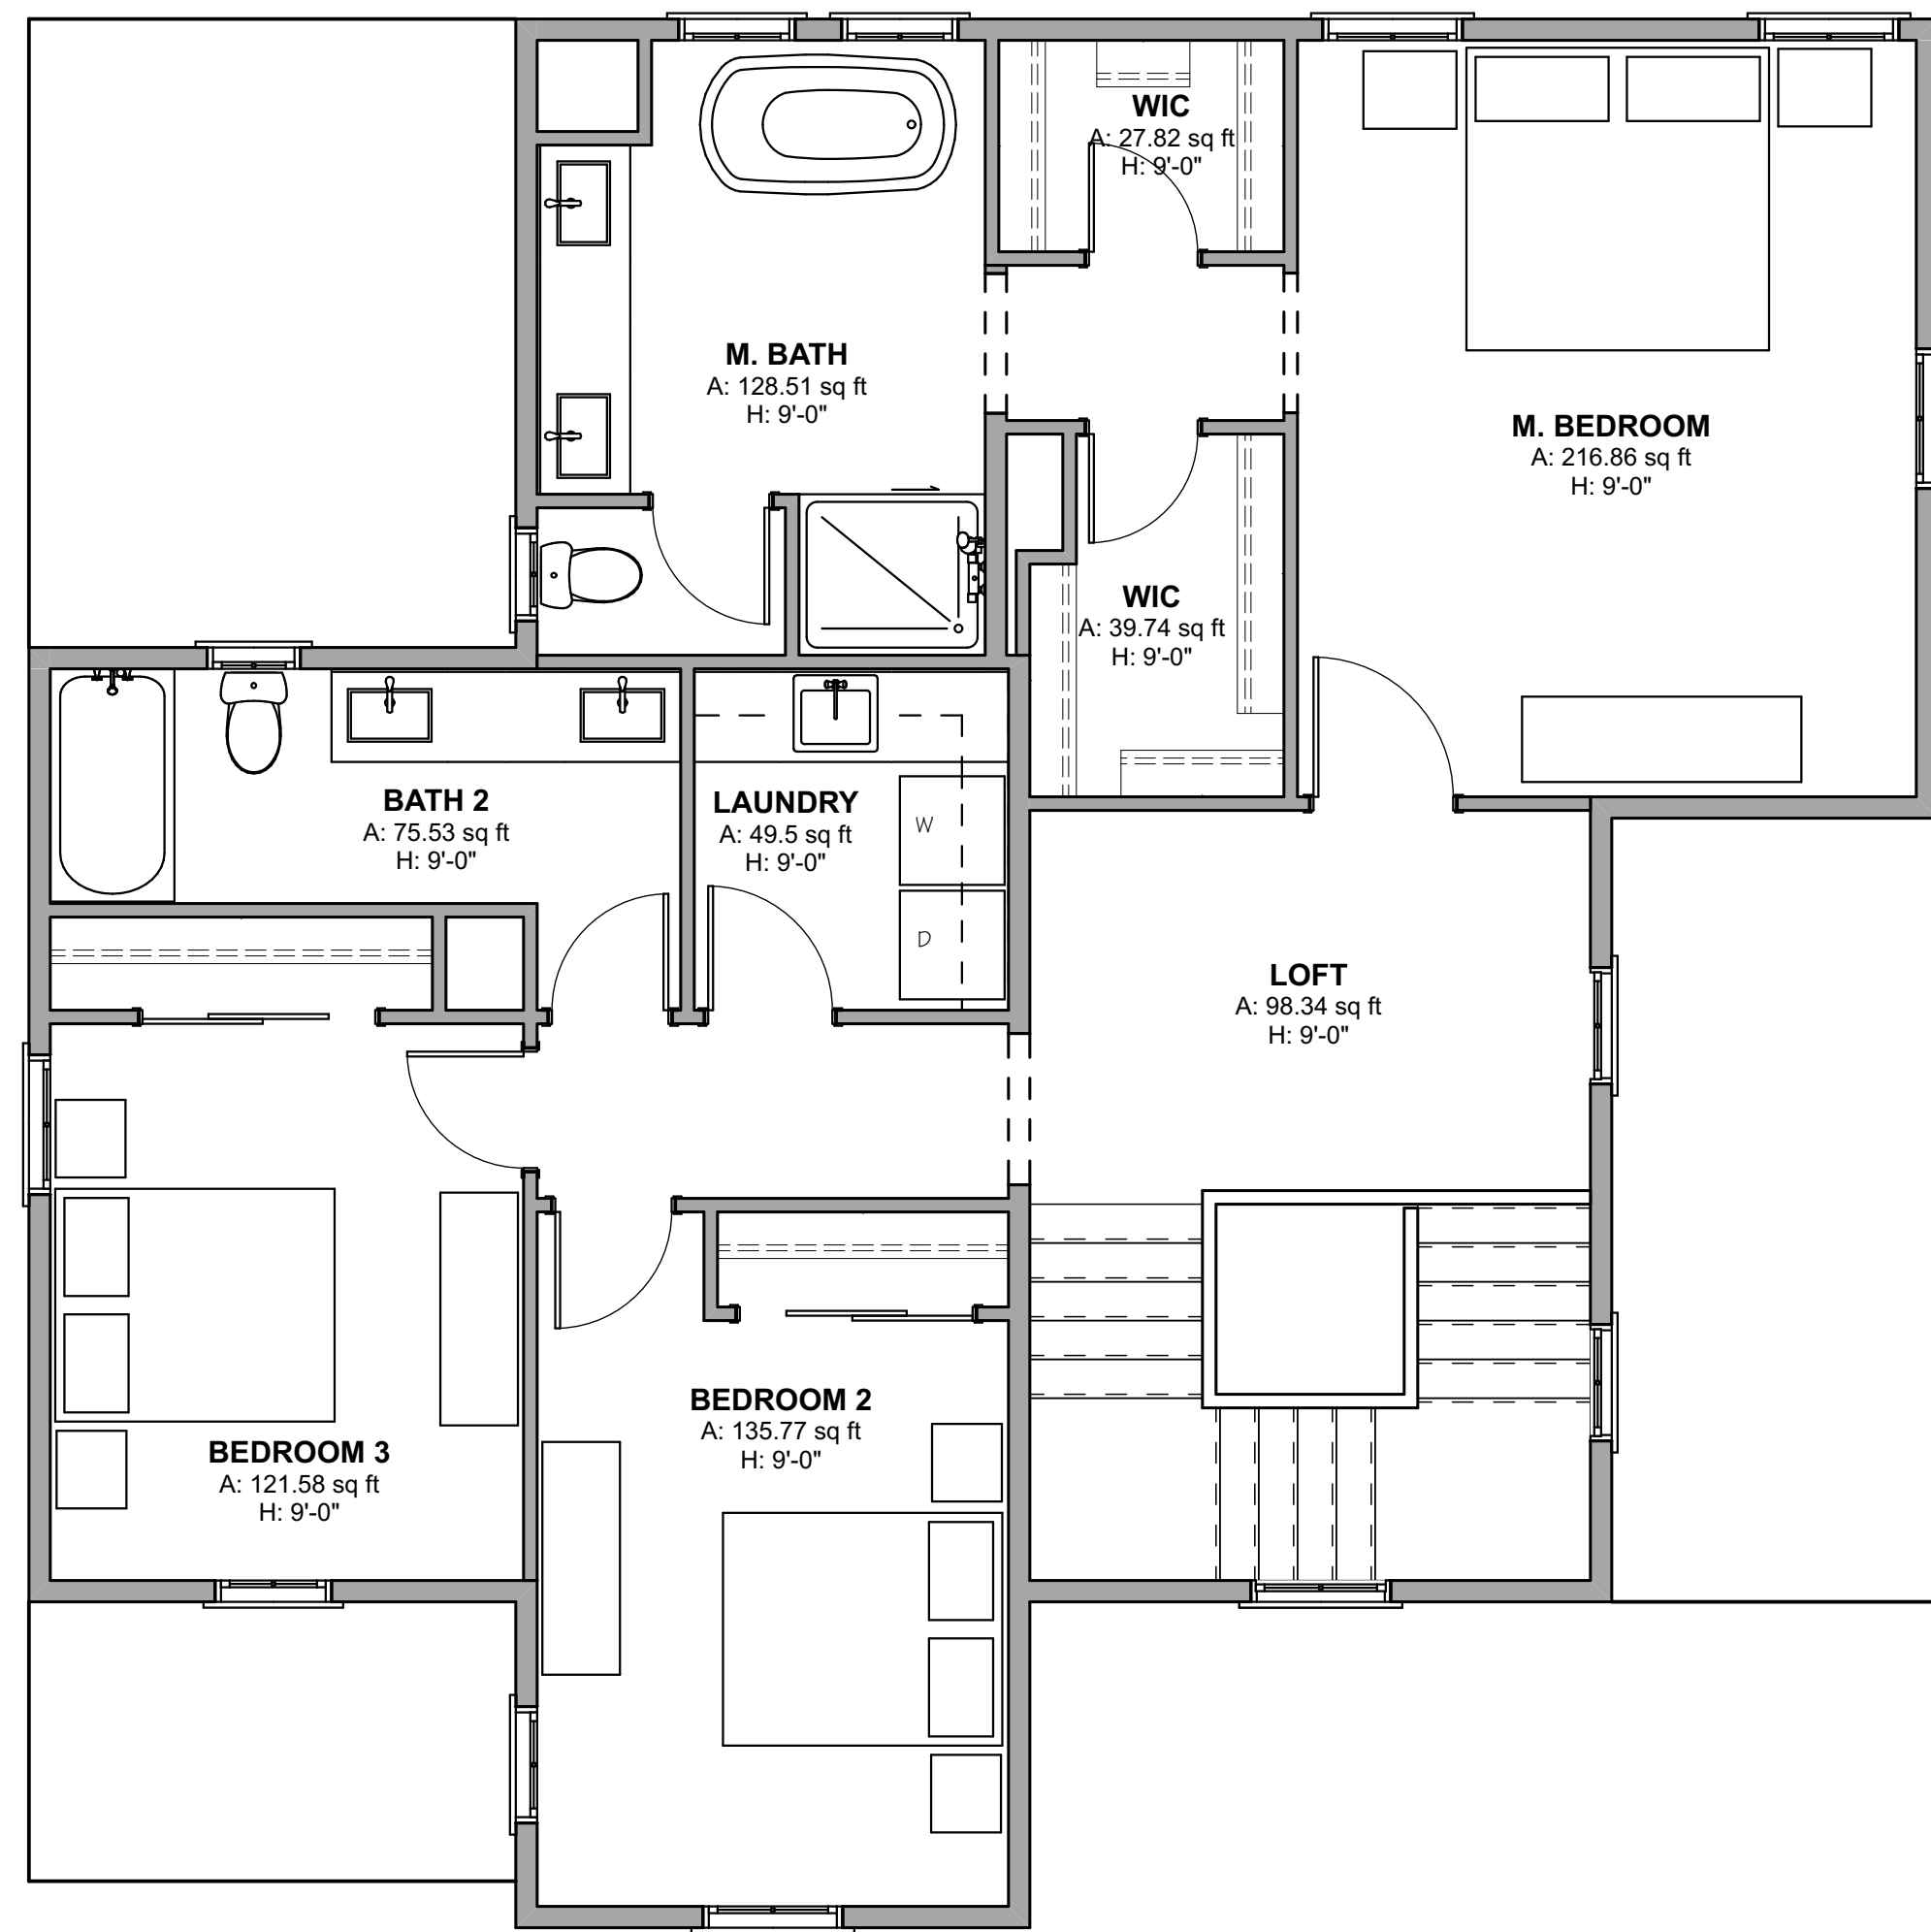 WIC
A: 27.82 sq ft
H: 9'-0"
M. BATH
A: 128.51 sq ft
H: 9'-0"
M. BEDROOM
A: 216.86 sq ft
H: 9'-0"
WIC
A: 39.74 sq ft
H: 9'-0"
BATH 2
A: 75.53 sq ft
H: 9'-0"
LAUNDRY
A: 49.5 sq ft
H: 9'-0"
W
D
LOFT
A: 98.34 sq ft
H: 9'-0"
BEDROOM 2
A: 135.77 sq ft
H: 9'-0"
BEDROOM 3
A: 121.58 sq ft
H: 9'-0"